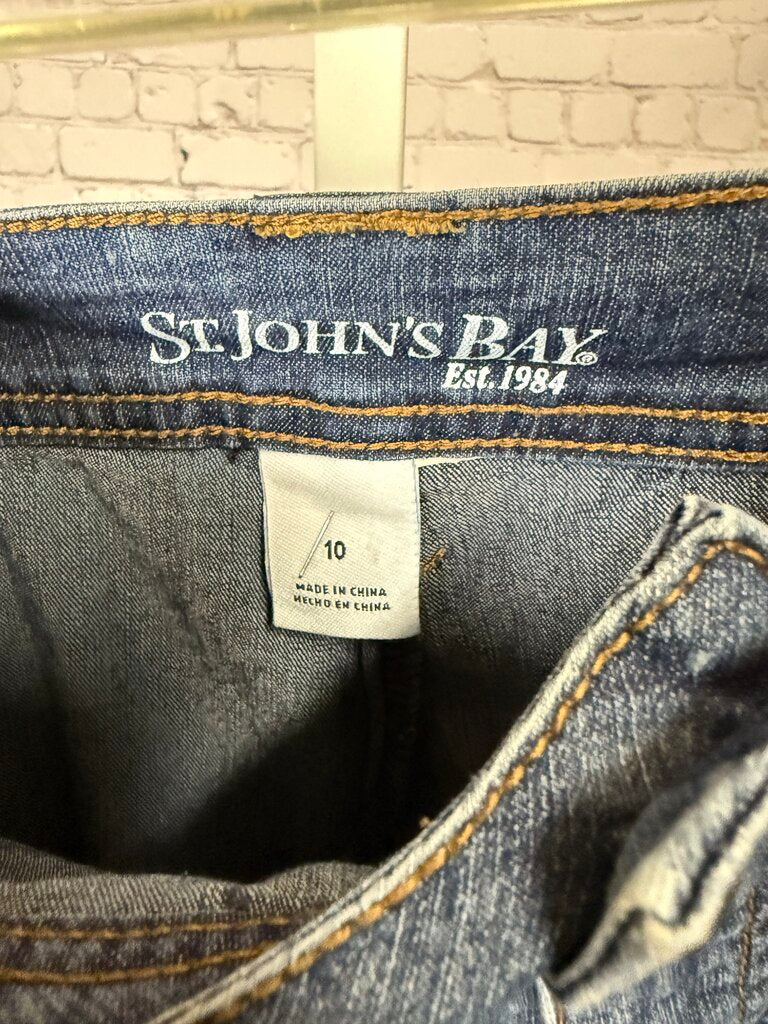 ST. JOHN'S BAY®
Est. 1984
10
MADE IN CHINA
HECHO EN CHINA